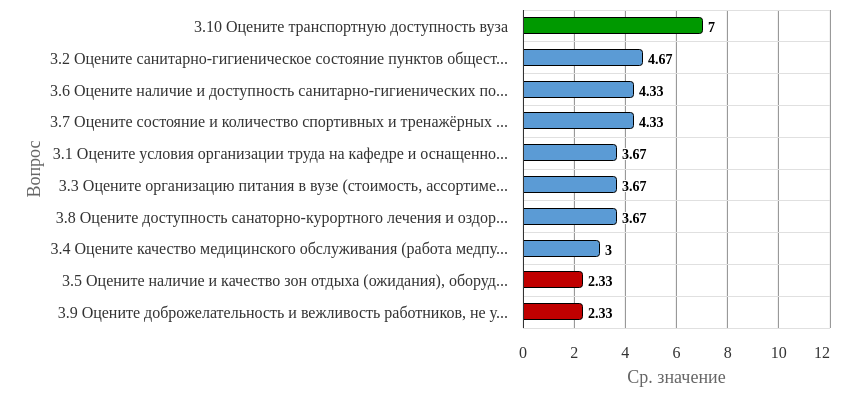 3.10 Оцените транспортную доступность вуза 7
3.2 Оцените санитарно-гигиеническое состояние пунктов общест... 4.67
3.6 Оцените наличие и доступность санитарно-гигиенических по... 4.33
3.7 Оцените состояние и количество спортивных и тренажёрных ... 4.33
3.1 Оцените условия организации труда на кафедре и оснащенно... 3.67
3.3 Оцените организацию питания в вузе (стоимость, ассортиме... 3.67
3.8 Оцените доступность санаторно-курортного лечения и оздор... 3.67
3.4 Оцените качество медицинского обслуживания (работа медпу... 3
3.5 Оцените наличие и качество зон отдыха (ожидания), оборуд... 2.33
3.9 Оцените доброжелательность и вежливость работников, не у... 2.33
Вопрос
0 2 4 6 8 10 12
Ср. значение